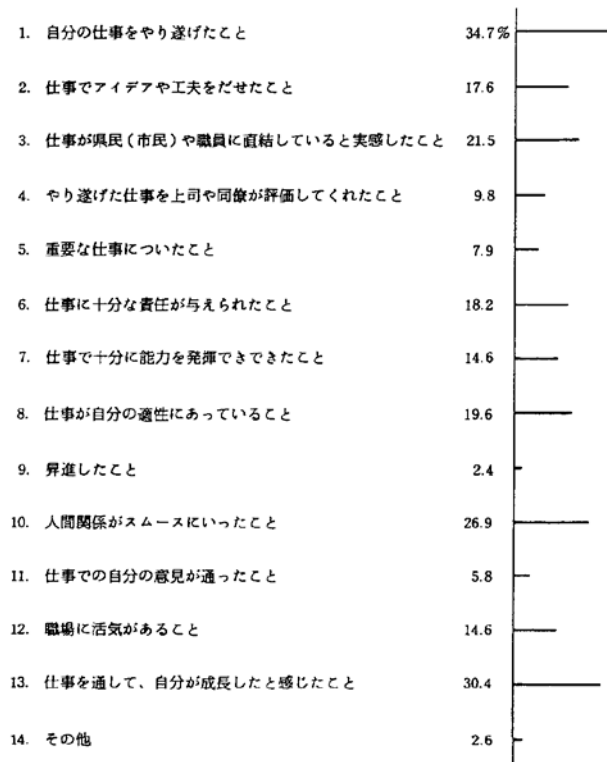 1. 自分の仕事をやり遂げたこと 34.7%
2. 仕事でアイデアや工夫をだせたこと 17.6
3. 仕事が県民(市民)や職員に直結していると実感したこと 21.5
4. やり遂げた仕事を上司や同僚が評価してくれたこと 9.8
5. 重要な仕事についたこと 7.9
6. 仕事に十分な責任が与えられたこと 18.2
7. 仕事で十分に能力を発揮できできたこと 14.6
8. 仕事が自分の適性にあっていること 19.6
9. 昇進したこと 2.4
10. 人間関係がスムースにいったこと 26.9
11. 仕事での自分の意見が通ったこと 5.8
12. 職場に活気があること 14.6
13. 仕事を通して、自分が成長したと感じたこと 30.4
14. その他 2.6